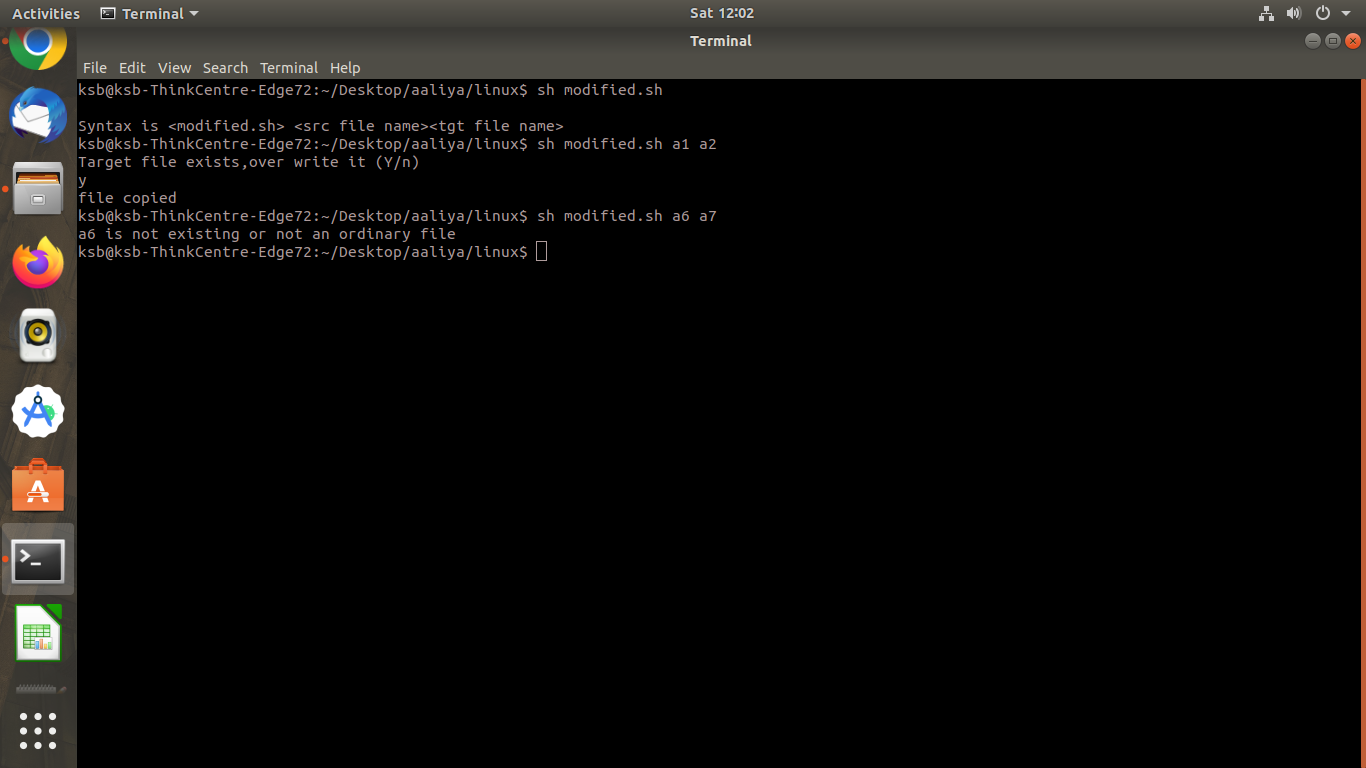 Activities Terminal Sat 12:02
Terminal
File Edit View Search Terminal Help
ksb@ksb-ThinkCentre-Edge72:~/Desktop/aaliya/linux$ sh modified.sh
Syntax is <modified.sh> <src file name><tgt file name>
ksb@ksb-ThinkCentre-Edge72:~/Desktop/aaliya/linux$ sh modified.sh a1 a2
Target file exists,over write it (Y/n)
y
file copied
ksb@ksb-ThinkCentre-Edge72:~/Desktop/aaliya/linux$ sh modified.sh a6 a7
a6 is not existing or not an ordinary file
ksb@ksb-ThinkCentre-Edge72:~/Desktop/aaliya/linux$